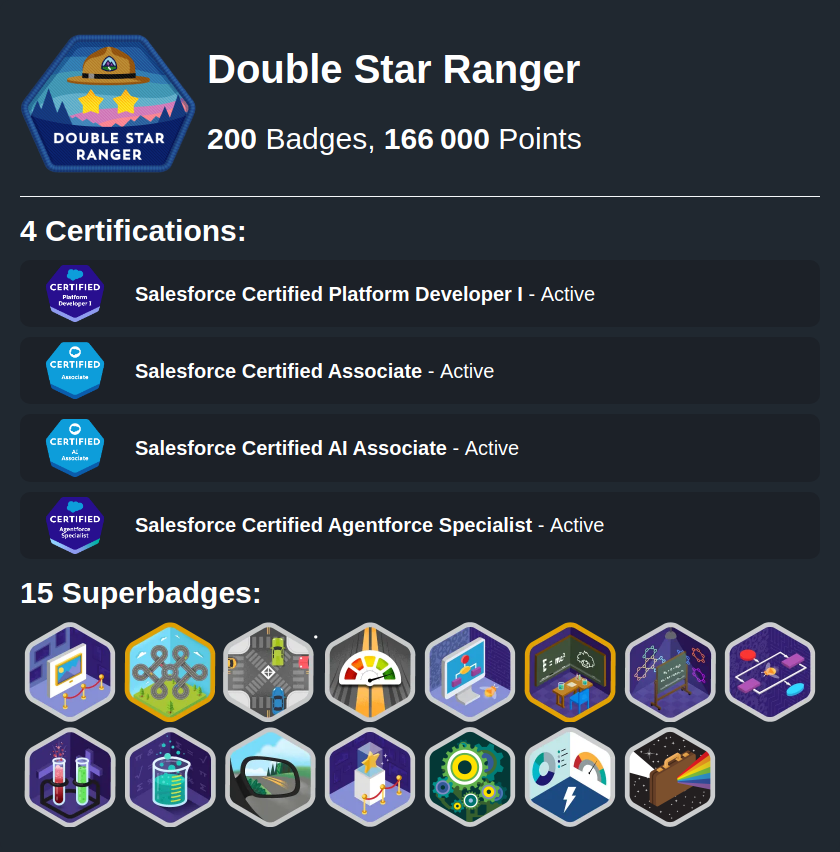 DOUBLE STAR
RANGER
Double Star Ranger
200 Badges, 166 000 Points
4 Certifications:
CERTIFIED
Platform
Developer I
Salesforce Certified Platform Developer I - Active
CERTIFIED
Associate
Salesforce Certified Associate - Active
CERTIFIED
AI
Associate
Salesforce Certified AI Associate - Active
CERTIFIED
Agentforce
Specialist
Salesforce Certified Agentforce Specialist - Active
15 Superbadges:
E = mc²